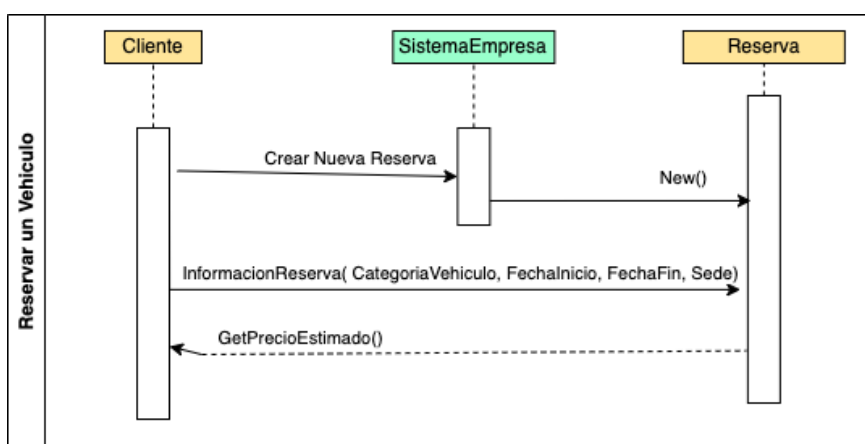 Cliente
SistemaEmpresa
Reserva
Reservar un Vehiculo
Crear Nueva Reserva
New()
InformacionReserva( CategoriaVehiculo, FechaInicio, FechaFin, Sede)
GetPrecioEstimado()